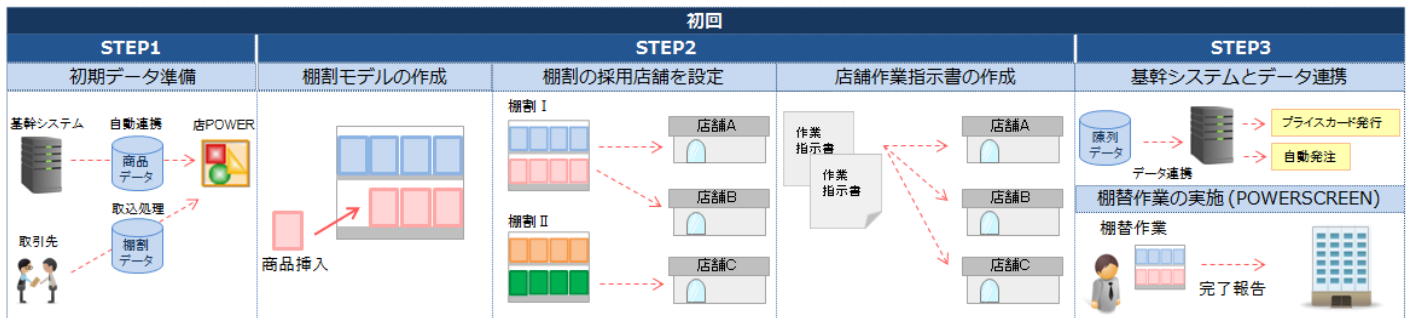 初回
STEP1
STEP2
STEP3
初期データ準備
棚割モデルの作成
棚割の採用店舗を設定
店舗作業指示書の作成
基幹システムとデータ連携
基幹システム
自動連携
店POWER
商品
データ
取込処理
取引先
棚割
データ
商品挿入
棚割Ⅰ
店舗A
店舗B
棚割Ⅱ
店舗C
作業
指示書
作業
指示書
店舗A
店舗B
店舗C
陳列
データ
データ連携
プライスカード発行
自動発注
棚替作業の実施(POWERSCREEN)
棚替作業
完了報告